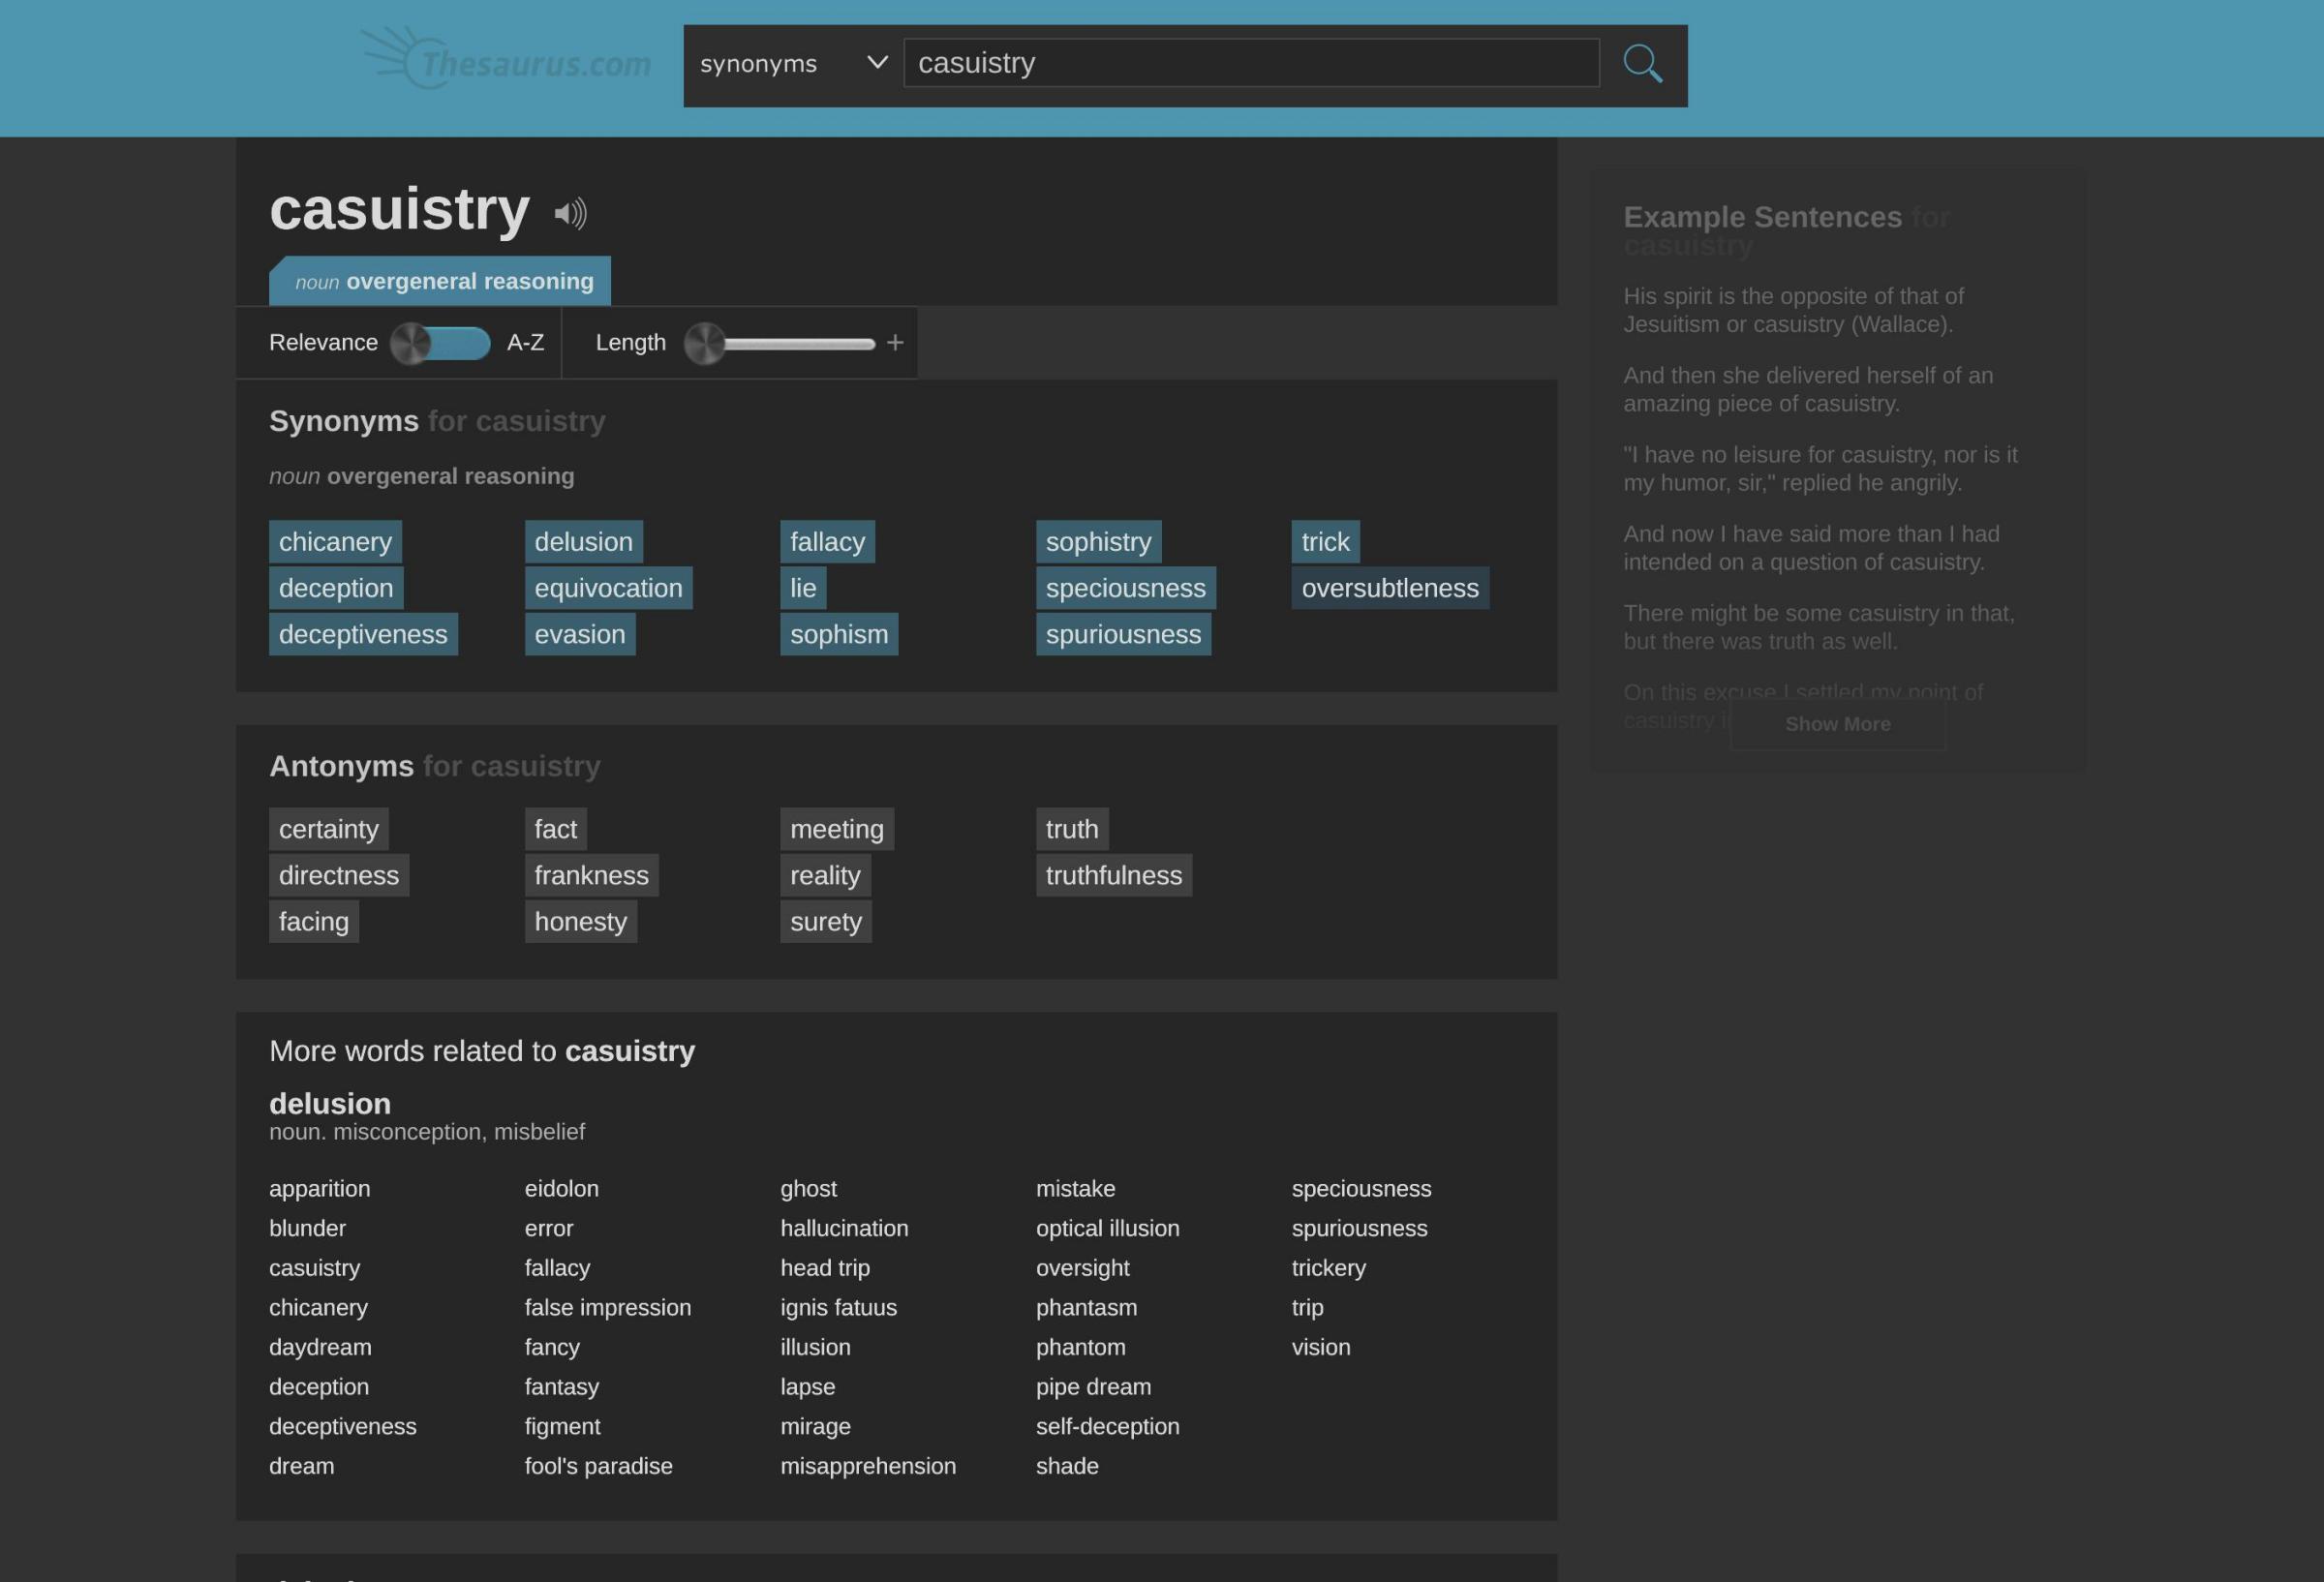 Thesaurus.com
synonyms casuistry
casuistry
noun overgeneral reasoning
Relevance A-Z Length +
Synonyms for casuistry
noun overgeneral reasoning
chicanery delusion fallacy sophistry trick
deception equivocation lie speciousness oversubtleness
deceptiveness evasion sophism spuriousness
Antonyms for casuistry
certainty fact meeting truth
directness frankness reality truthfulness
facing honesty surety
More words related to casuistry
delusion
noun. misconception, misbelief
apparition eidolon ghost mistake speciousness
blunder error hallucination optical illusion spuriousness
casuistry fallacy head trip oversight trickery
chicanery false impression ignis fatuus phantasm trip
daydream fancy illusion phantom vision
deception fantasy lapse pipe dream
deceptiveness figment mirage self-deception
dream fool's paradise misapprehension shade
Example Sentences for
casuistry
His spirit is the opposite of that of
Jesuitism or casuistry (Wallace).
And then she delivered herself of an
amazing piece of casuistry.
"I have no leisure for casuistry, nor is it
my humor, sir," replied he angrily.
And now I have said more than I had
intended on a question of casuistry.
There might be some casuistry in that,
but there was truth as well.
On this excuse I settled my point of
casuistry
Show More